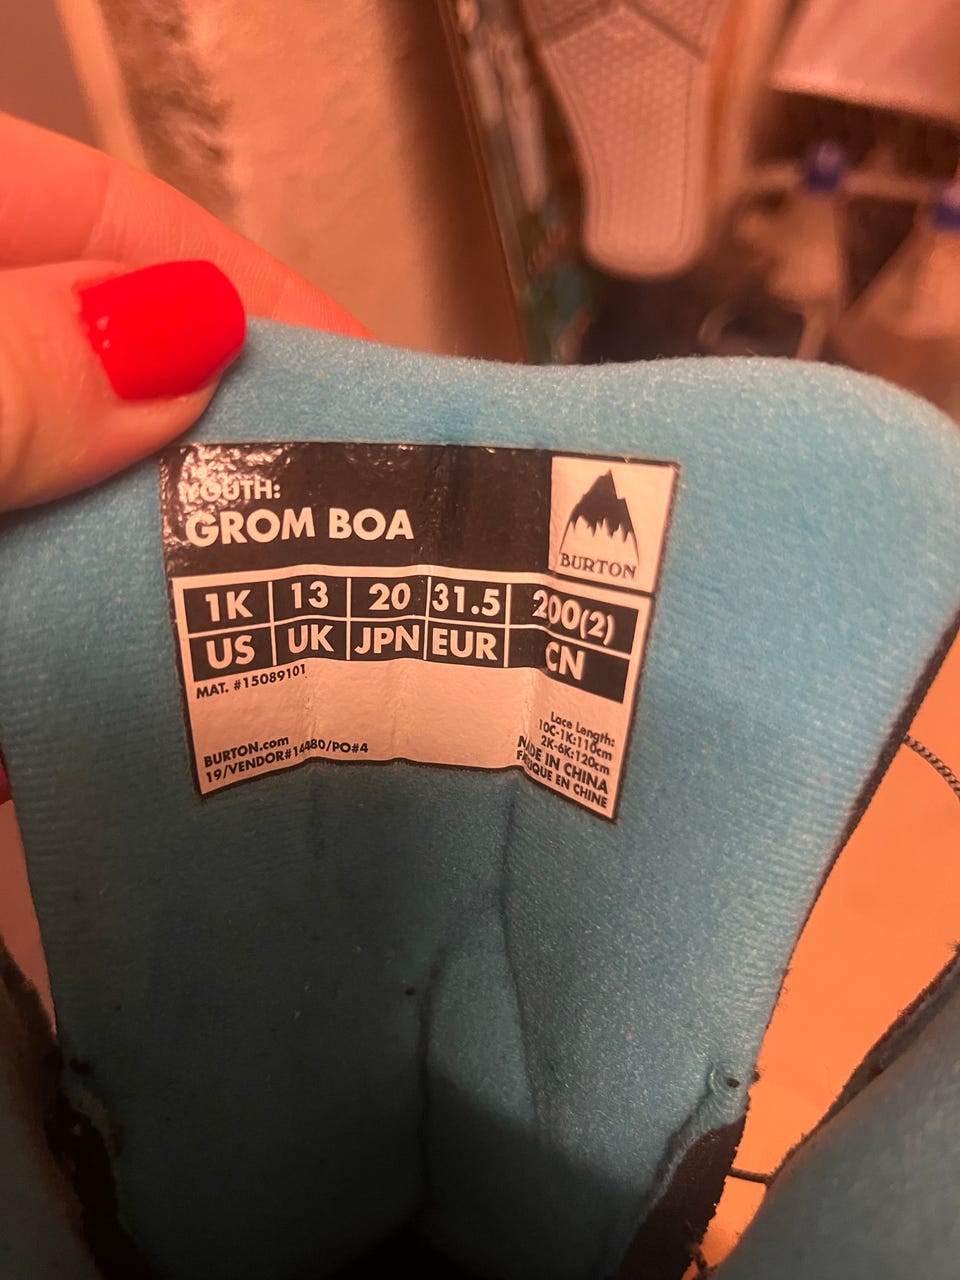 YOUTH:
GROM BOA
BURTON
1K 13 20 31.5 200(2)
US UK JPN EUR CN
MAT. #15089101
Lace Length:
10C-1K:110cm
2K-6K:120cm
BURTON.com
19/VENDOR#14480/PO#4
MADE IN CHINA
FABRIQUE EN CHINE